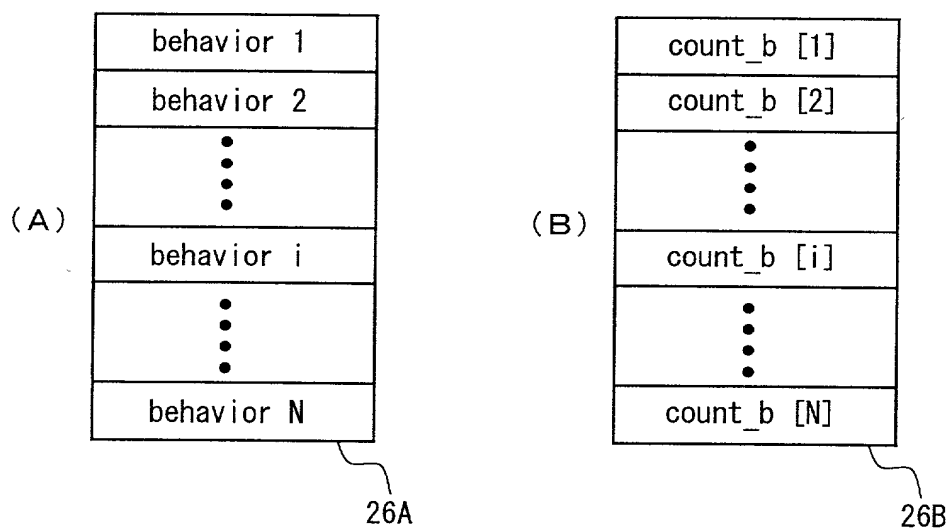 behavior 1
behavior 2
(A)
behavior i
behavior N
26A
count_b [1]
count_b [2]
(B)
count_b [i]
count_b [N]
26B